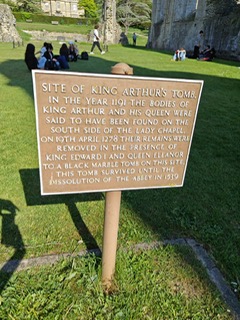 SITE OF KING ARTHUR'S TOMB.
IN THE YEAR 1191 THE BODIES OF
KING ARTHUR AND HIS QUEEN WERE
SAID TO HAVE BEEN FOUND ON THE
SOUTH SIDE OF THE LADY CHAPEL.
ON 19TH APRIL 1278 THEIR REMAINS WERE
REMOVED IN THE PRESENCE OF
KING EDWARD I AND QUEEN ELEANOR
TO A BLACK MARBLE TOMB ON THIS SITE.
THIS TOMB SURVIVED UNTIL THE
DISSOLUTION OF THE ABBEY IN 1539